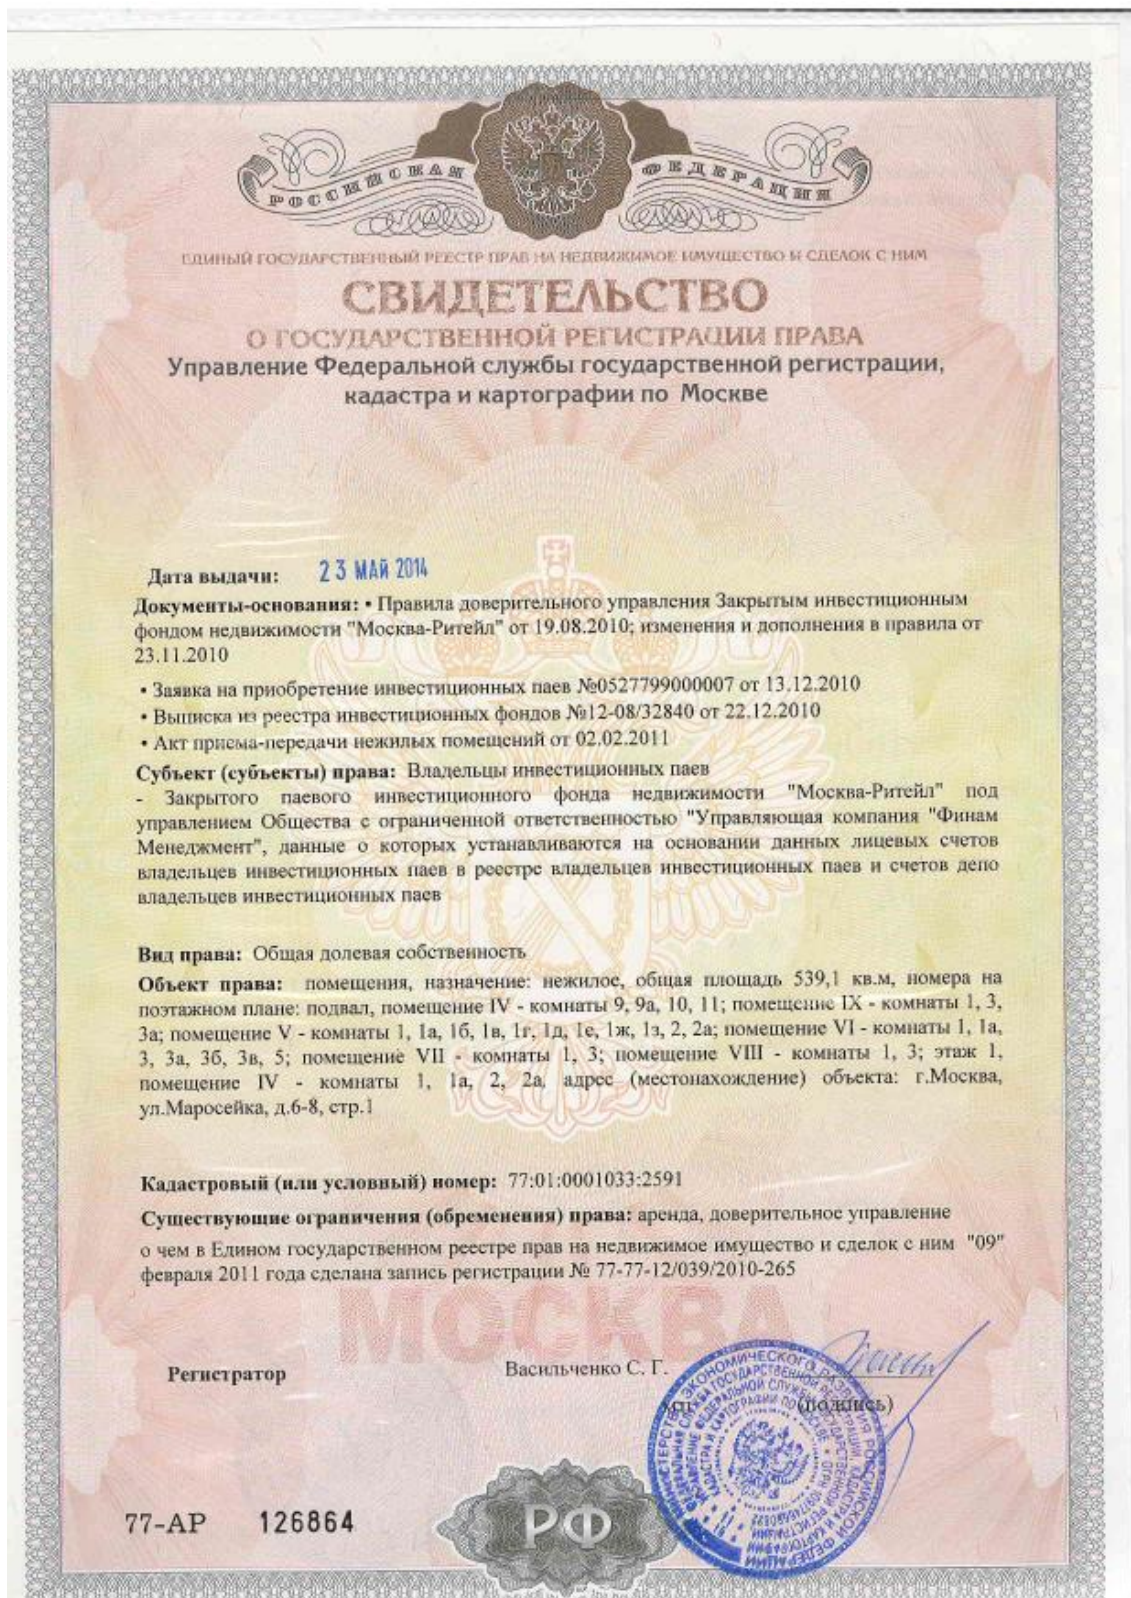 РОССИЙСКАЯ ФЕДЕРАЦИЯ
ЕДИНЫЙ ГОСУДАРСТВЕННЫЙ РЕЕСТР ПРАВ НА НЕДВИЖИМОЕ ИМУЩЕСТВО И СДЕЛОК С НИМ
СВИДЕТЕЛЬСТВО
О ГОСУДАРСТВЕННОЙ РЕГИСТРАЦИИ ПРАВА
Управление Федеральной службы государственной регистрации,
кадастра и картографии по Москве
Дата выдачи: 23 МАЙ 2014
Документы-основания: • Правила доверительного управления Закрытым инвестиционным
фондом недвижимости "Москва-Ритейл" от 19.08.2010; изменения и дополнения в правила от
23.11.2010
• Заявка на приобретение инвестиционных паев №0527799000007 от 13.12.2010
• Выписка из реестра инвестиционных фондов №12-08/32840 от 22.12.2010
• Акт приема-передачи нежилых помещений от 02.02.2011
Субъект (субъекты) права: Владельцы инвестиционных паев
- Закрытого паевого инвестиционного фонда недвижимости "Москва-Ритейл" под
управлением Общества с ограниченной ответственностью "Управляющая компания "Финам
Менеджмент", данные о которых устанавливаются на основании данных лицевых счетов
владельцев инвестиционных паев в реестре владельцев инвестиционных паев и счетов депо
владельцев инвестиционных паев
Вид права: Общая долевая собственность
Объект права: помещения, назначение: нежилое, общая площадь 539,1 кв.м, номера на
поэтажном плане: подвал, помещение IV - комнаты 9, 9а, 10, 11; помещение IX - комнаты 1, 3,
3а; помещение V - комнаты 1, 1а, 1б, 1в, 1г, 1д, 1е, 1ж, 1з, 2, 2а; помещение VI - комнаты 1, 1а,
3, 3а, 3б, 3в, 5; помещение VII - комнаты 1, 3; помещение VIII - комнаты 1, 3; этаж 1,
помещение IV - комнаты 1, 1а, 2, 2а, адрес (местонахождение) объекта: г.Москва,
ул.Маросейка, д.6-8, стр.1
Кадастровый (или условный) номер: 77:01:0001033:2591
Существующие ограничения (обременения) права: аренда, доверительное управление
о чем в Едином государственном реестре прав на недвижимое имущество и сделок с ним "09"
февраля 2011 года сделана запись регистрации № 77-77-12/039/2010-265
МОСКВА
Регистратор Васильченко С. Г.
(подпись)
77-АР 126864
РФ